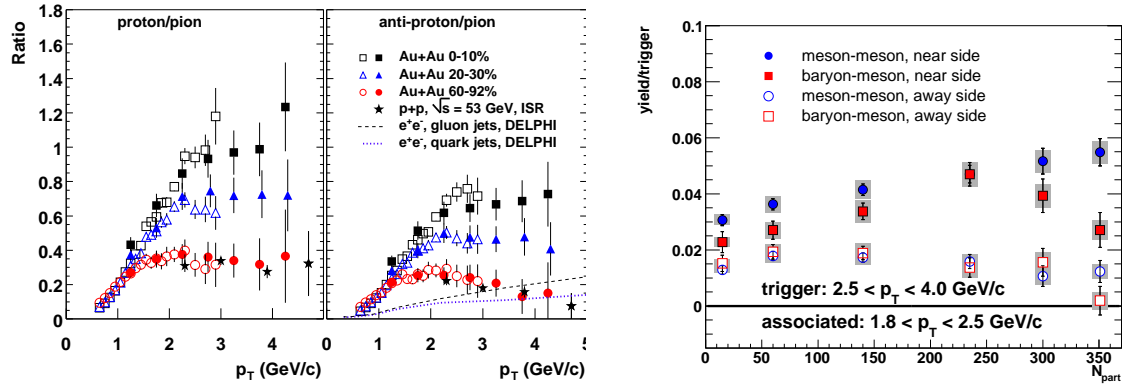 proton/pion
anti-proton/pion
Ratio
1.8
1.6
1.4
1.2
1
0.8
0.6
0.4
0.2
0
Au+Au 0-10%
Au+Au 20-30%
Au+Au 60-92%
p+p, √s = 53 GeV, ISR
e⁺e⁻, gluon jets, DELPHI
e⁺e⁻, quark jets, DELPHI
0 1 2 3 4 0 1 2 3 4 5
p_T (GeV/c)
p_T (GeV/c)
yield/trigger
0.1
0.08
0.06
0.04
0.02
0
meson-meson, near side
baryon-meson, near side
meson-meson, away side
baryon-meson, away side
trigger: 2.5 < p_T < 4.0 GeV/c
associated: 1.8 < p_T < 2.5 GeV/c
0 50 100 150 200 250 300 350
N_part